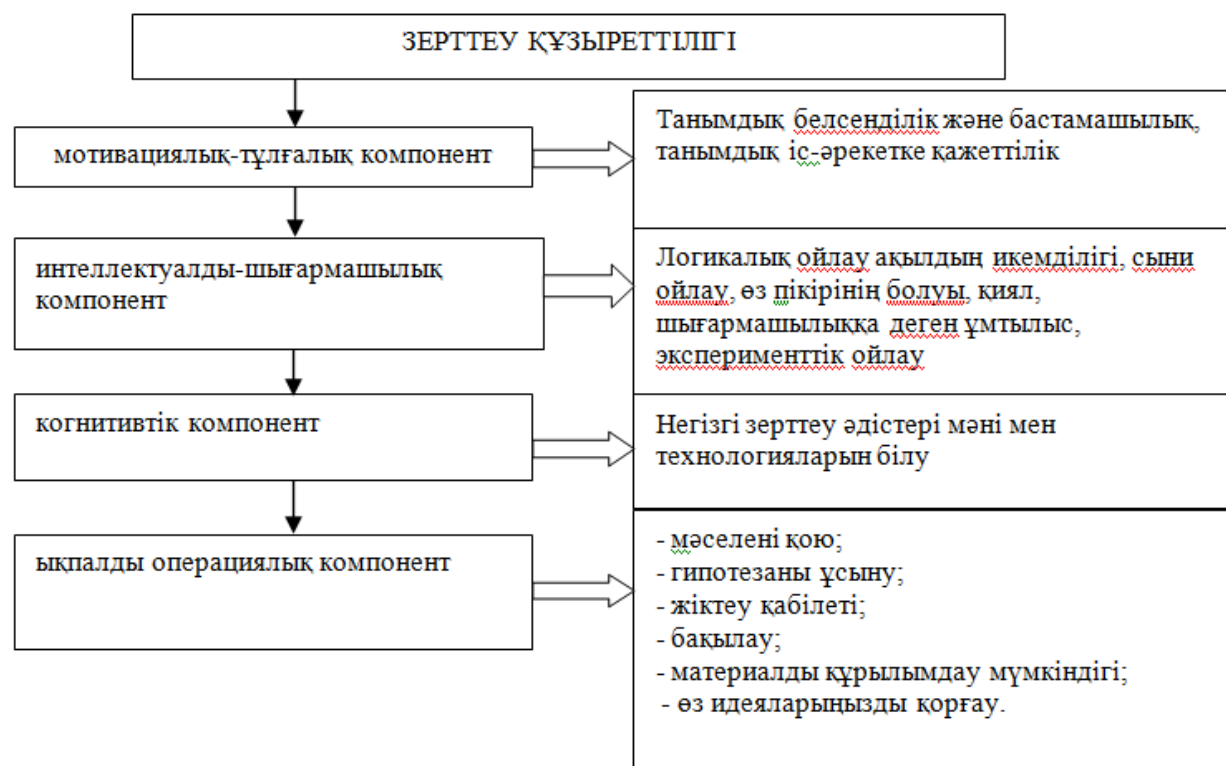 ЗЕРТТЕУ ҚҰЗЫРЕТТІЛІГІ
мотивациялық-тұлғалық компонент
Танымдық белсенділік және бастамашылық,
танымдық іс-әрекетке қажеттілік
интеллектуалды-шығармашылық
компонент
Логикалық ойлау ақылдың икемділігі, сыни
ойлау, өз пікірінің болуы, қиял,
шығармашылыққа деген ұмтылыс,
эксперименттік ойлау
когнитивтік компонент
Негізгі зерттеу әдістері мәні мен
технологияларын білу
ықпалды операциялық компонент
- мәселені қою;
- гипотезаны ұсыну;
- жіктеу қабілеті;
- бақылау;
- материалды құрылымдау мүмкіндігі;
- өз идеяларыңызды қорғау.